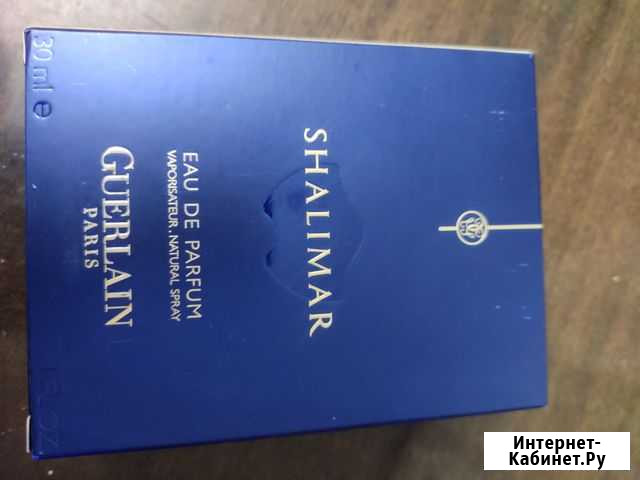 SHALIMAR
EAU DE PARFUM
VAPORISATEUR . NATURAL SPRAY
GUERLAIN
PARIS
30 ml e
Интернет-
Кабинет.Ру